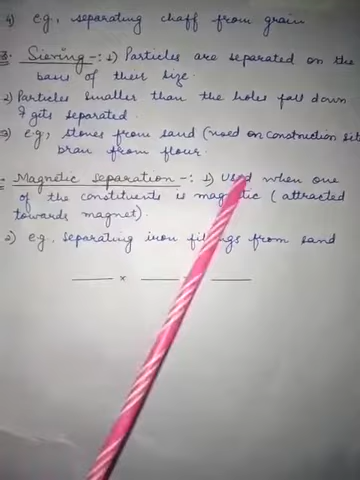 4) e.g., separating chaff from grain
3. Sieving -: 1) Particles are separated on the
basis of their size.
2) Particles smaller than the holes fall down
& gits separated.
3) e.g., stones from sand (used on construction site
bran from flour.
Magnetic separation -: 1) Used when one
of the constituents is magnetic (attracted
towards magnet).
2) e.g., separating iron filings from sand